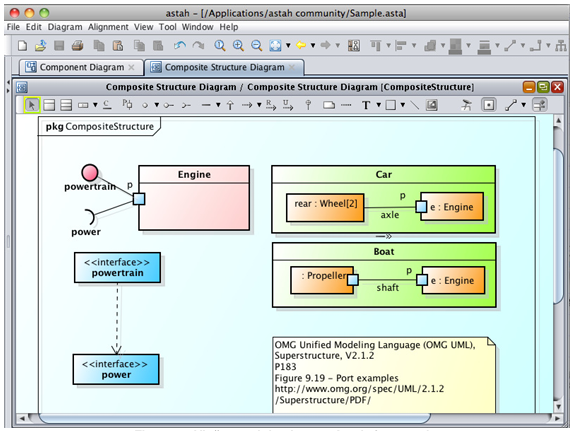 astah - [/Applications/astah community/Sample.asta]
File Edit Diagram Alignment View Tool Window Help
Component Diagram
Composite Structure Diagram
Composite Structure Diagram / Composite Structure Diagram [CompositeStructure]
pkg CompositeStructure
Engine
p
powertrain
power
<<interface>>
powertrain
<<interface>>
power
Car
rear : Wheel[2]
p
axle
e : Engine
Boat
: Propeller
p
shaft
e : Engine
OMG Unified Modeling Language (OMG UML),
Superstructure, V2.1.2
P183
Figure 9.19 - Port examples
http://www.omg.org/spec/UML/2.1.2
/Superstructure/PDF/